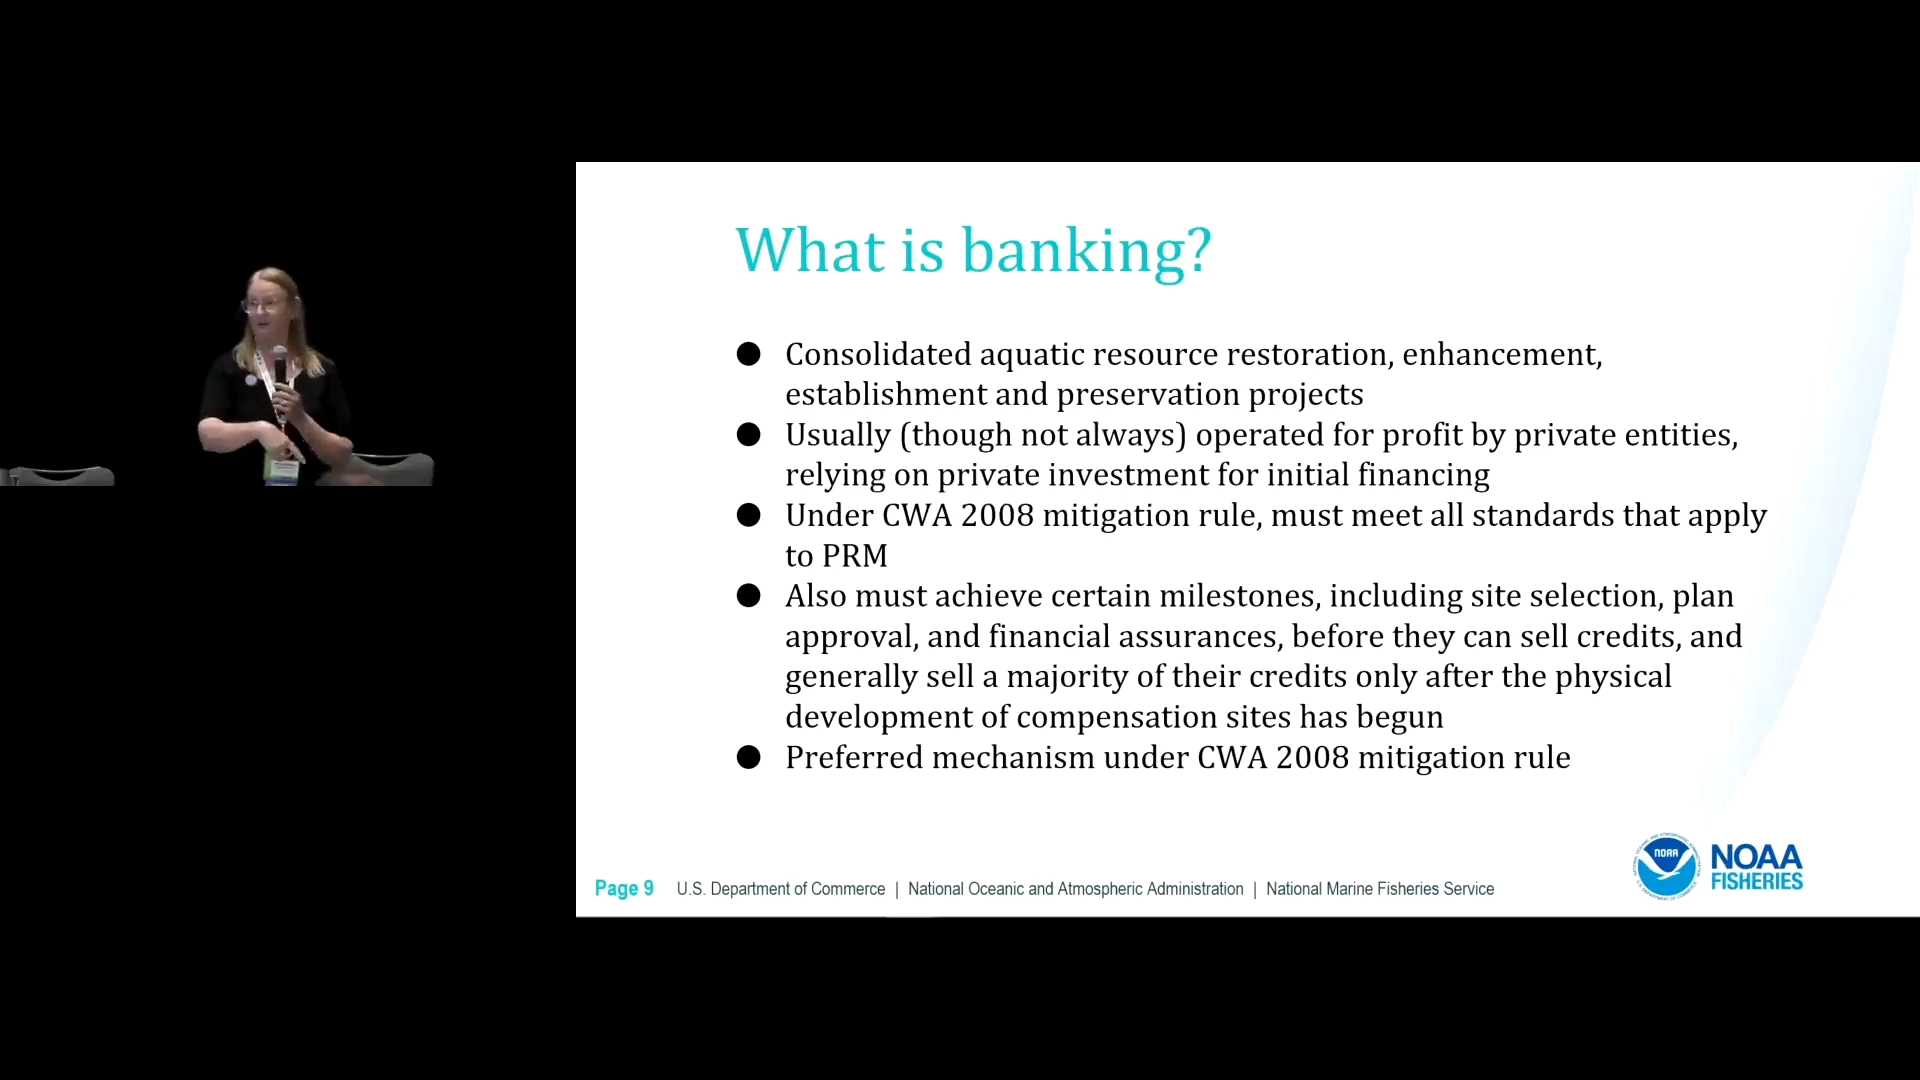 What is banking?
● Consolidated aquatic resource restoration, enhancement,
establishment and preservation projects
● Usually (though not always) operated for profit by private entities,
relying on private investment for initial financing
● Under CWA 2008 mitigation rule, must meet all standards that apply
to PRM
● Also must achieve certain milestones, including site selection, plan
approval, and financial assurances, before they can sell credits, and
generally sell a majority of their credits only after the physical
development of compensation sites has begun
● Preferred mechanism under CWA 2008 mitigation rule
NOAA
NOAA
FISHERIES
Page 9 U.S. Department of Commerce | National Oceanic and Atmospheric Administration | National Marine Fisheries Service